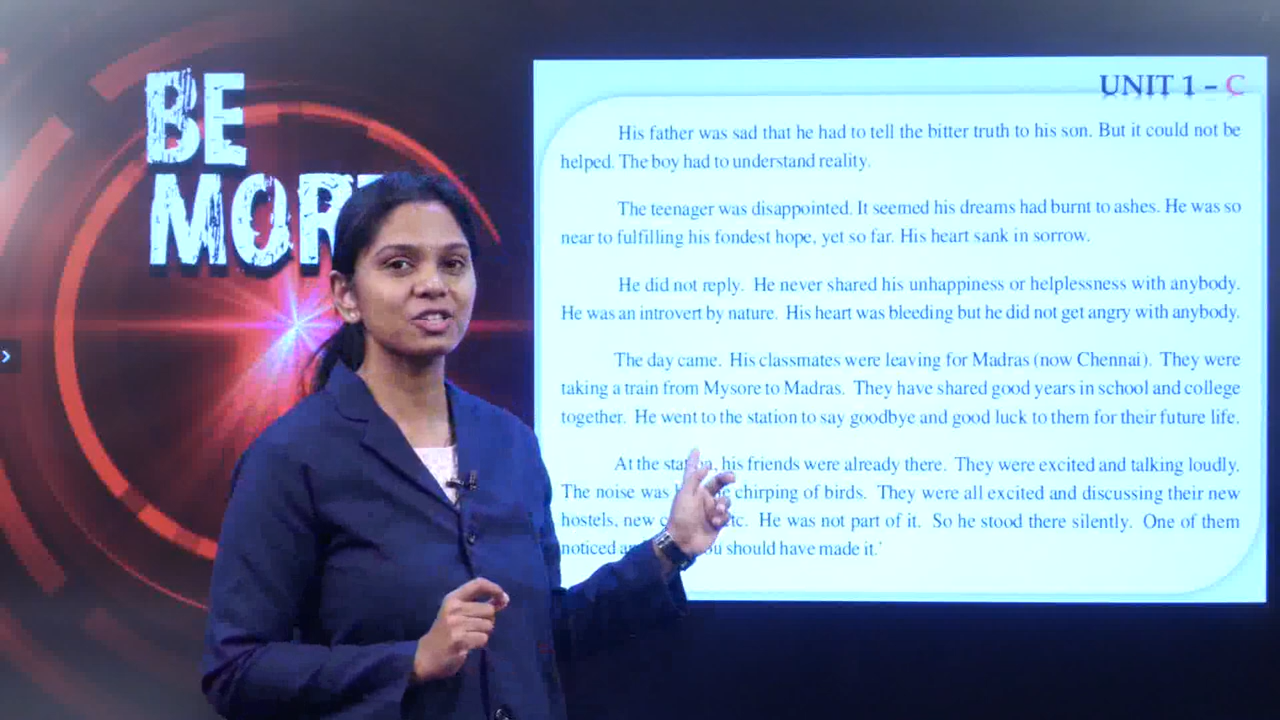 BE
MOR
UNIT 1 – C
His father was sad that he had to tell the bitter truth to his son. But it could not be
helped. The boy had to understand reality.
The teenager was disappointed. It seemed his dreams had burnt to ashes. He was so
near to fulfilling his fondest hope, yet so far. His heart sank in sorrow.
He did not reply. He never shared his unhappiness or helplessness with anybody.
He was an introvert by nature. His heart was bleeding but he did not get angry with anybody.
The day came. His classmates were leaving for Madras (now Chennai). They were
taking a train from Mysore to Madras. They have shared good years in school and college
together. He went to the station to say goodbye and good luck to them for their future life.
At the his friends were already there. They were excited and talking loudly.
The noise was chirping of birds. They were all excited and discussing their new
hostels, new He was not part of it. So he stood there silently. One of them
noticed should have made it.'